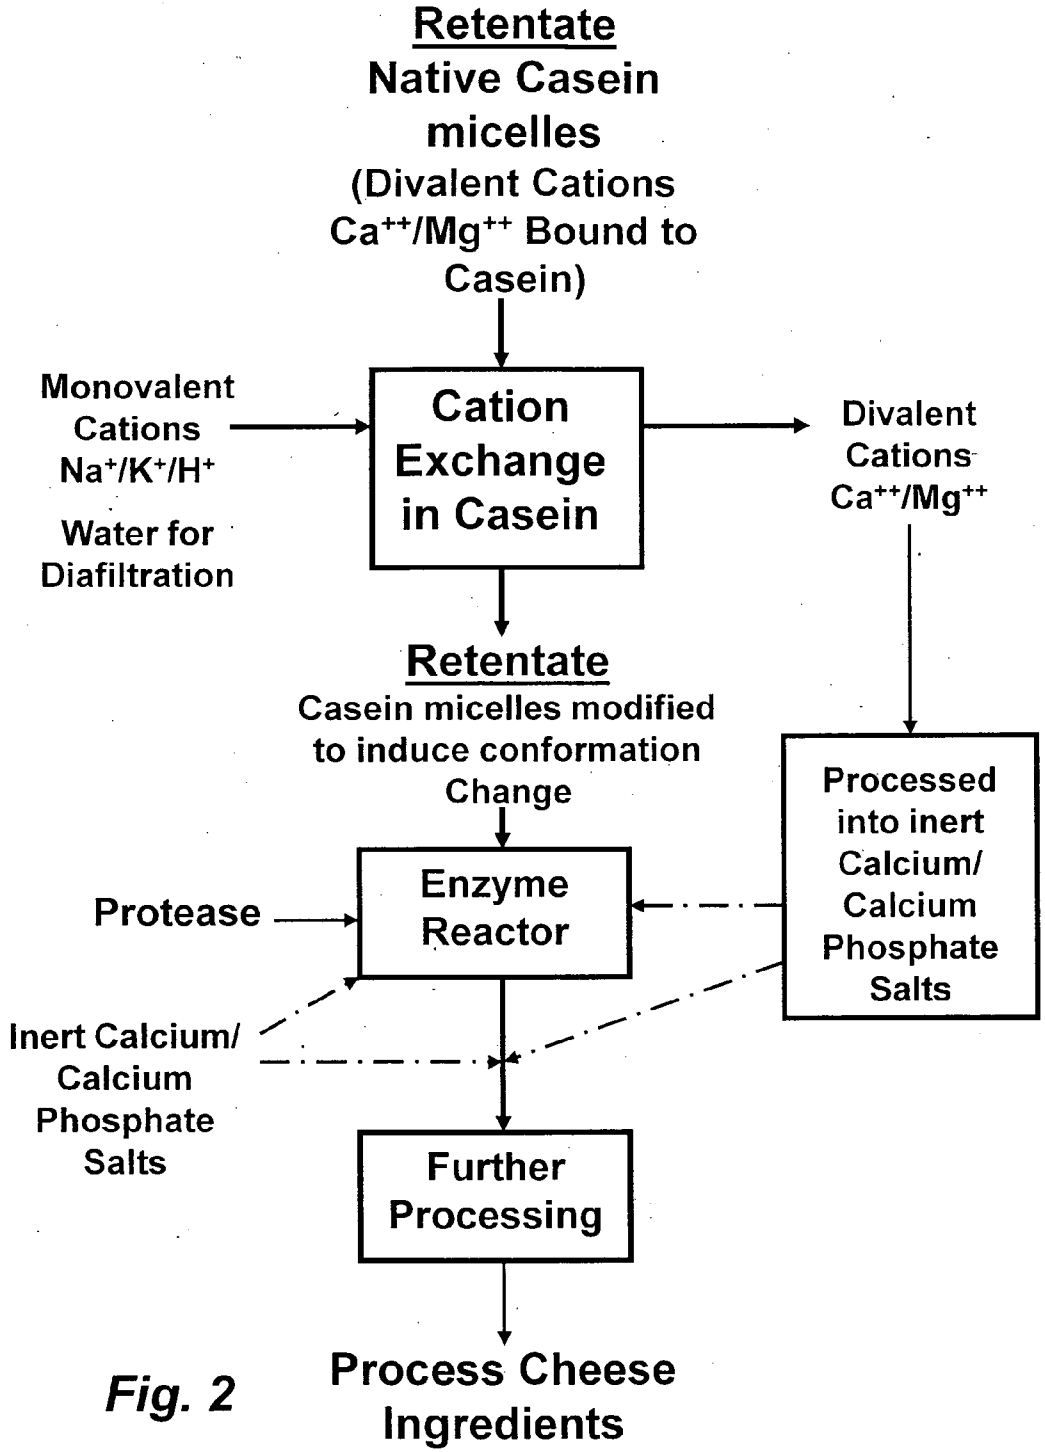 Retentate
Native Casein
micelles
(Divalent Cations
Ca++/Mg++ Bound to
Casein)
Monovalent
Cations
Na+/K+/H+
Water for
Diafiltration
Cation
Exchange
in Casein
Divalent
Cations
Ca++/Mg++
Retentate
Casein micelles modified
to induce conformation
Change
Processed
into inert
Calcium/
Calcium
Phosphate
Salts
Protease
Enzyme
Reactor
Inert Calcium/
Calcium
Phosphate
Salts
Further
Processing
Process Cheese
Ingredients
Fig. 2